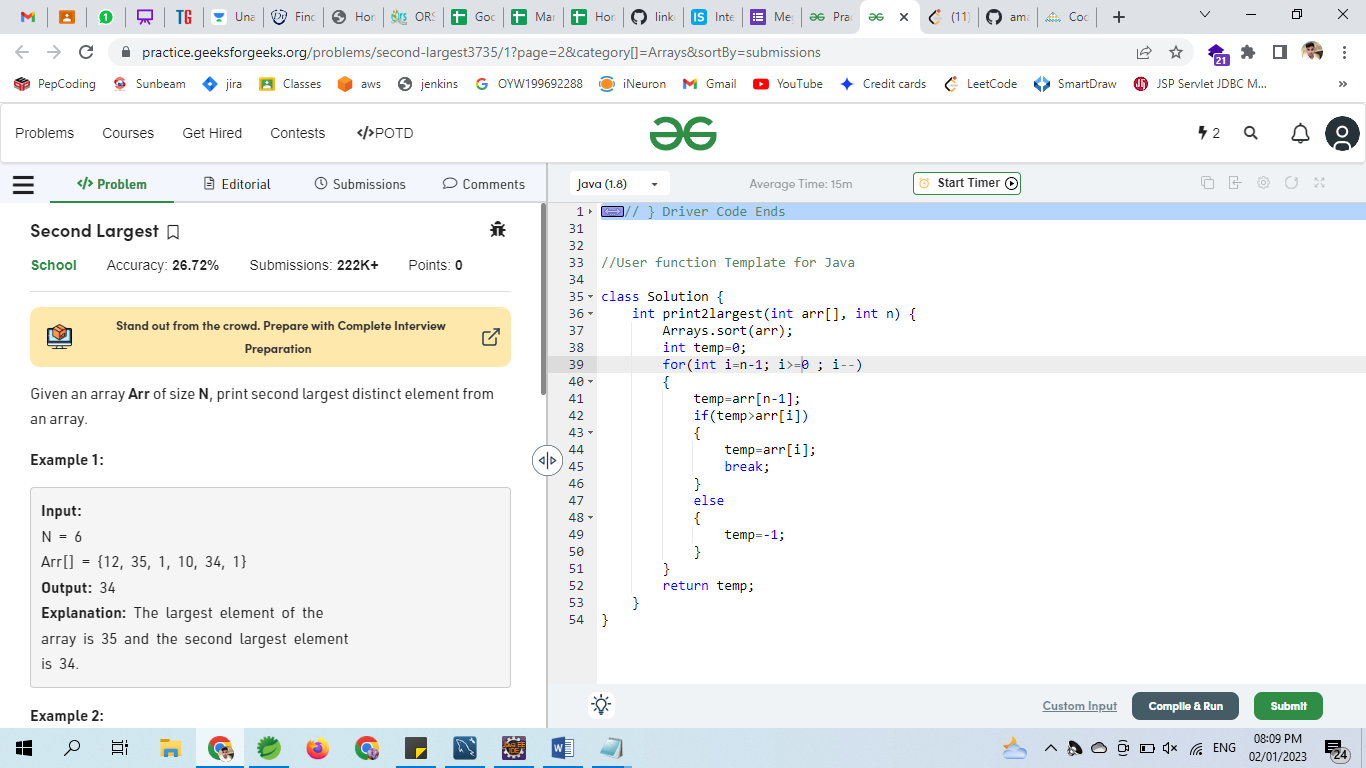 Una
Finc
Hor
ORS
Goc
Mar
Hor
link
Inte
Me
Prac
(11)
ama
Coc
practice.geeksforgeeks.org/problems/second-largest3735/1?page=2&category[]=Arrays&sortBy=submissions
21
PepCoding Sunbeam jira Classes aws jenkins OYW199692288 iNeuron Gmail YouTube Credit cards LeetCode SmartDraw JSP Servlet JDBC M... »
Problems Courses Get Hired Contests </>POTD 2
</> Problem Editorial Submissions Comments
Java (1.8) Average Time: 15m Start Timer
Second Largest
School Accuracy: 26.72% Submissions: 222K+ Points: 0
Stand out from the crowd. Prepare with Complete Interview
Preparation
Given an array Arr of size N, print second largest distinct element from
an array.
Example 1:
Input:
N = 6
Arr[] = {12, 35, 1, 10, 34, 1}
Output: 34
Explanation: The largest element of the
array is 35 and the second largest element
is 34.
Example 2:
1 // } Driver Code Ends
31
32
33 //User function Template for Java
34
35 class Solution {
36 int print2largest(int arr[], int n) {
37 Arrays.sort(arr);
38 int temp=0;
39 for(int i=n-1; i>=0 ; i--)
40 {
41 temp=arr[n-1];
42 if(temp>arr[i])
43 {
44 temp=arr[i];
45 break;
46 }
47 else
48 {
49 temp=-1;
50 }
51 }
52 return temp;
53 }
54 }
Custom Input Compile & Run Submit
ENG
08:09 PM
02/01/2023
24